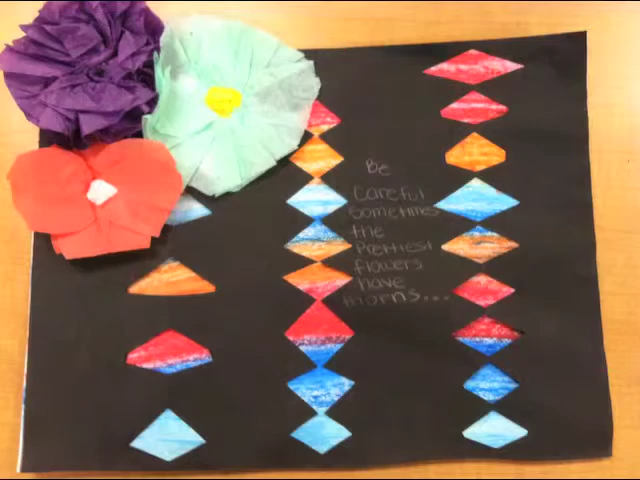 Be
Careful
Sometimes
the
Prettiest
flowers
have
thorns...